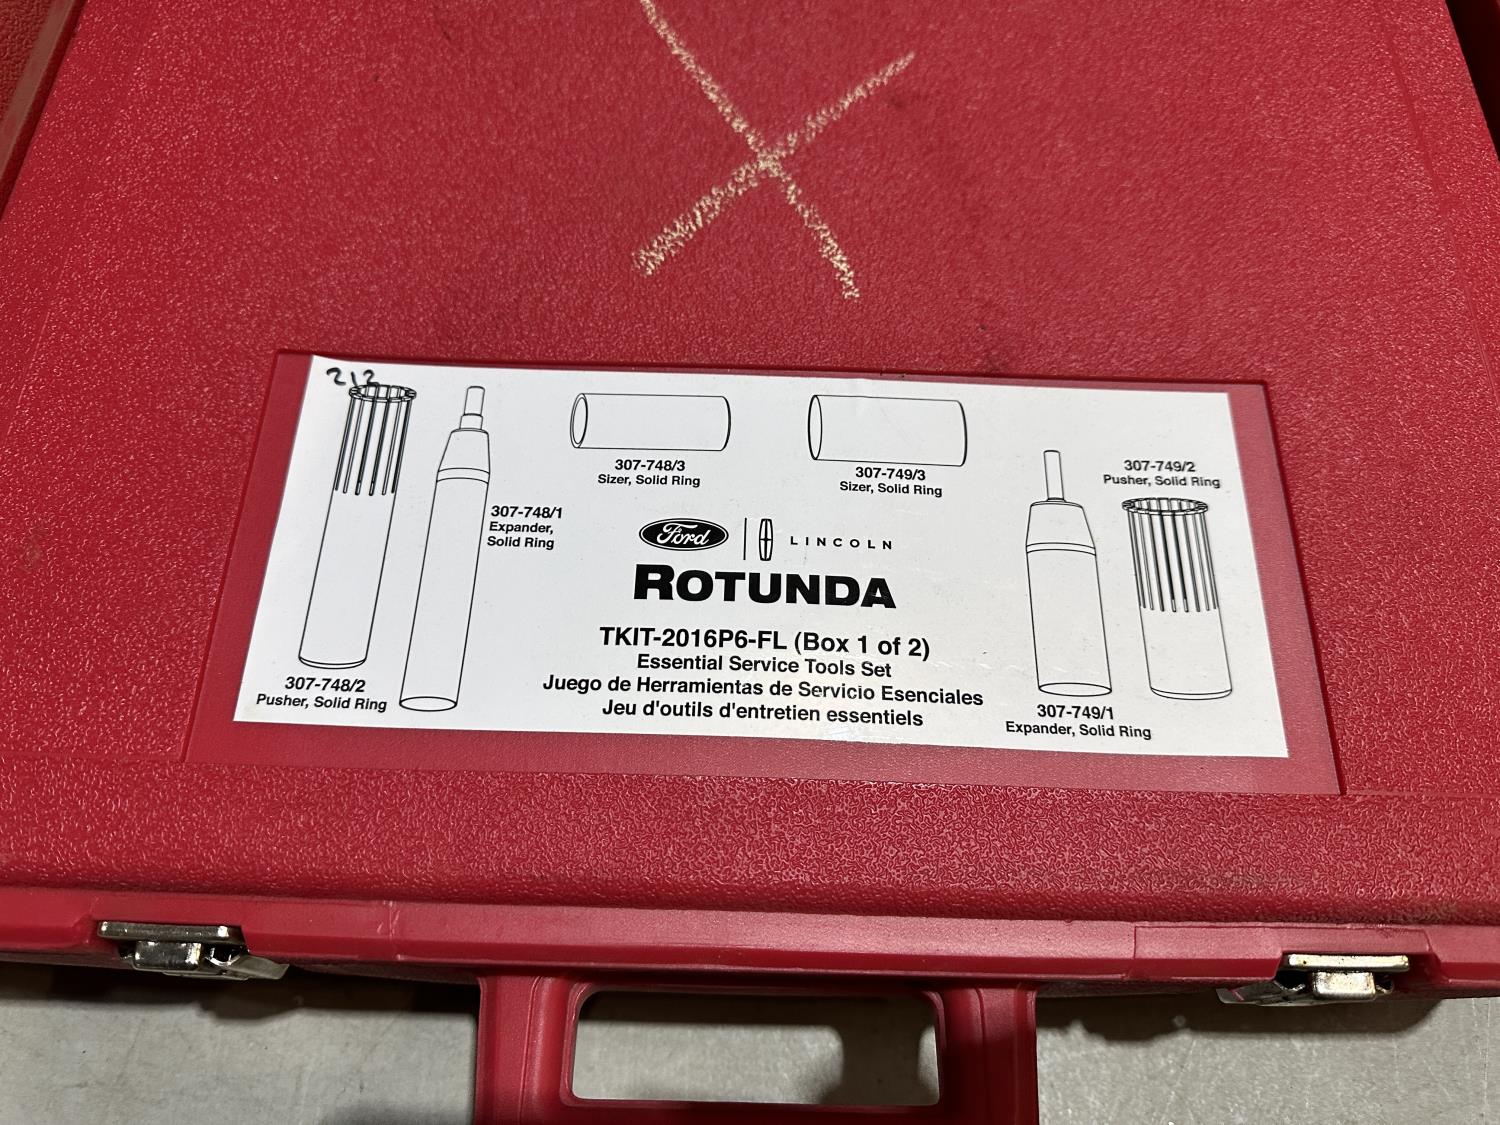 212
307-748/3
Sizer, Solid Ring
307-749/3
Sizer, Solid Ring
307-749/2
Pusher, Solid Ring
307-748/1
Expander,
Solid Ring
Ford
LINCOLN
ROTUNDA
TKIT-2016P6-FL (Box 1 of 2)
Essential Service Tools Set
Juego de Herramientas de Servicio Esenciales
Jeu d'outils d'entretien essentiels
307-748/2
Pusher, Solid Ring
307-749/1
Expander, Solid Ring